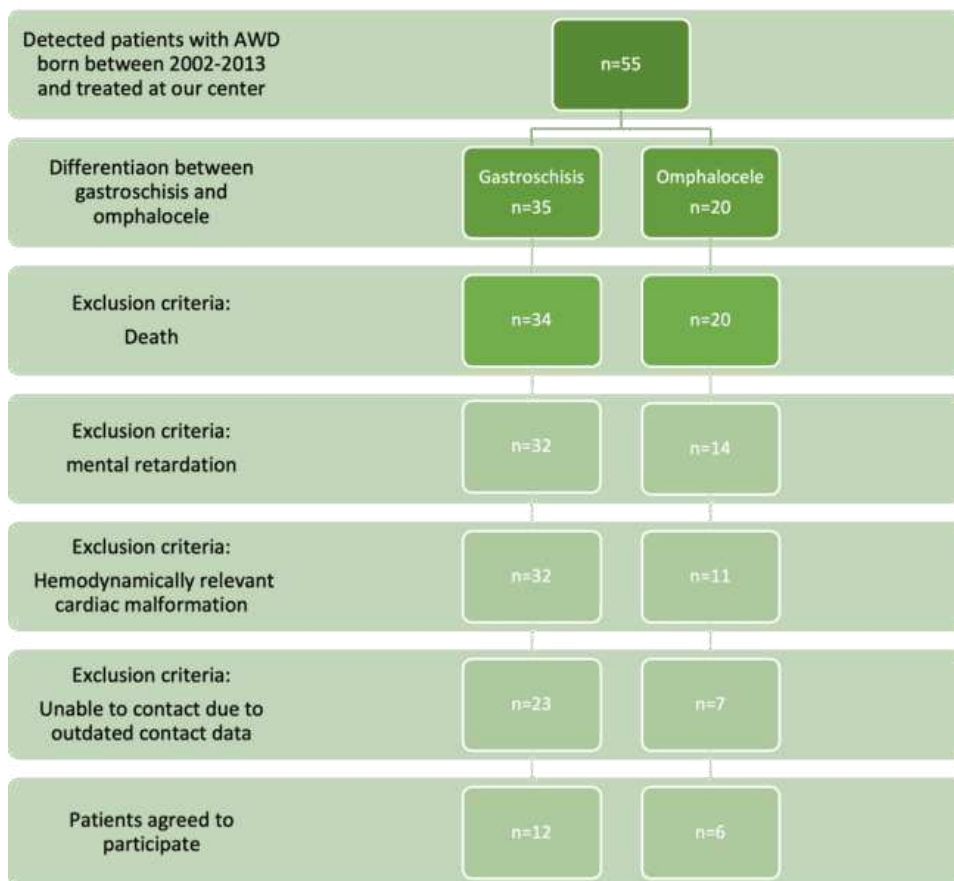 Detected patients with AWD
born between 2002-2013
and treated at our center
n=55
Differentiaon between
gastroschisis and
omphalocele
Gastroschisis
n=35
Omphalocele
n=20
Exclusion criteria:
Death
n=34
n=20
Exclusion criteria:
mental retardation
n=32
n=14
Exclusion criteria:
Hemodynamically relevant
cardiac malformation
n=32
n=11
Exclusion criteria:
Unable to contact due to
outdated contact data
n=23
n=7
Patients agreed to
participate
n=12
n=6